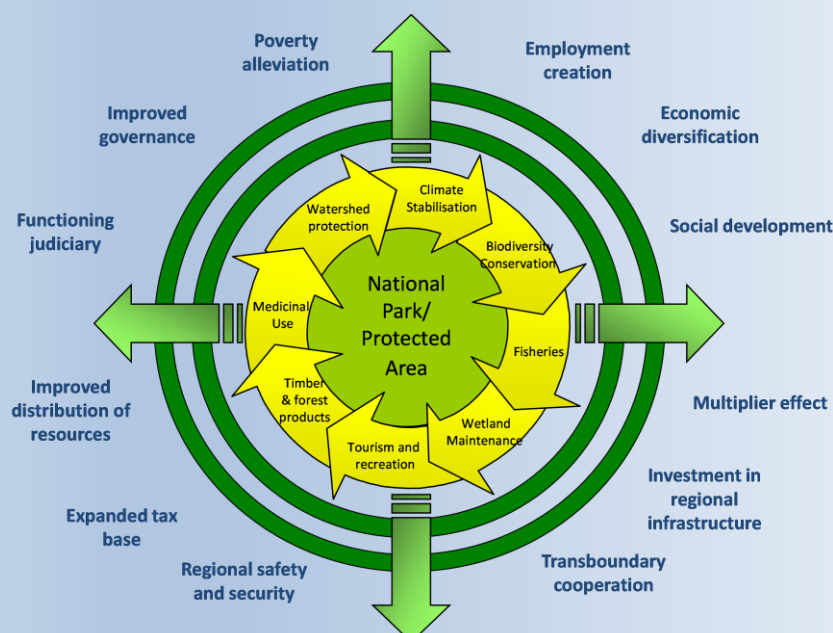 Poverty
alleviation
Employment
creation
Improved
governance
Economic
diversification
Functioning
judiciary
Social development
Improved
distribution of
resources
Multiplier effect
Expanded tax
base
Investment in
regional
infrastructure
Regional safety
and security
Transboundary
cooperation
Climate
Stabilisation
Biodiversity
Conservation
Fisheries
Wetland
Maintenance
Tourism and
recreation
Timber
& forest
products
Medicinal
Use
Watershed
protection
National
Park/
Protected
Area